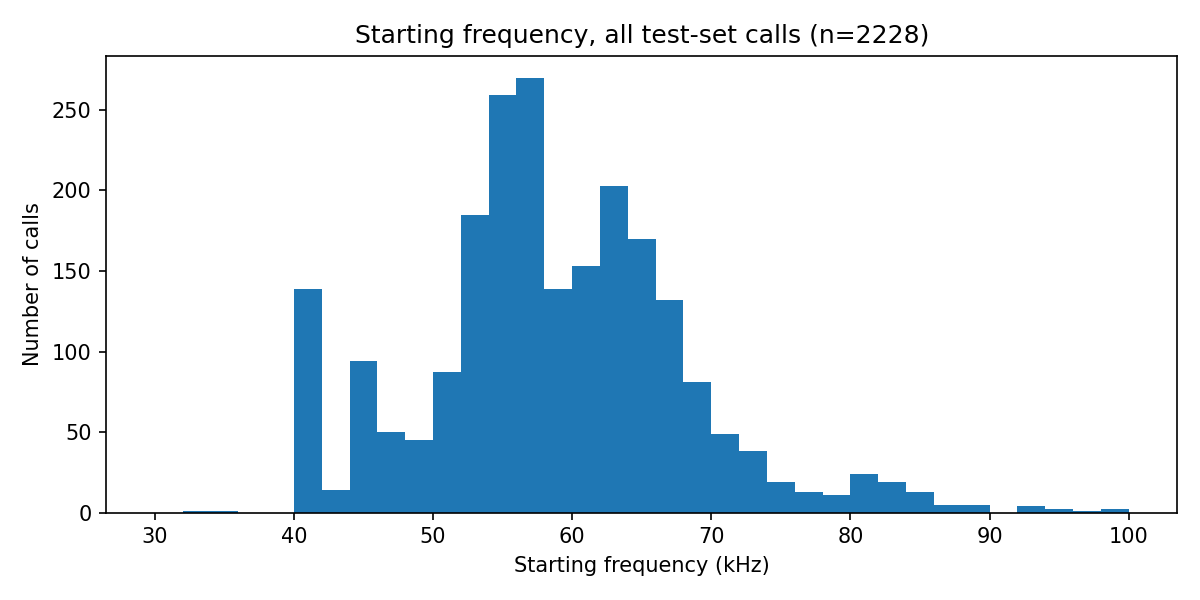 Starting frequency, all test-set calls (n=2228)
Number of calls
250
200
150
100
50
0
30 40 50 60 70 80 90 100
Starting frequency (kHz)